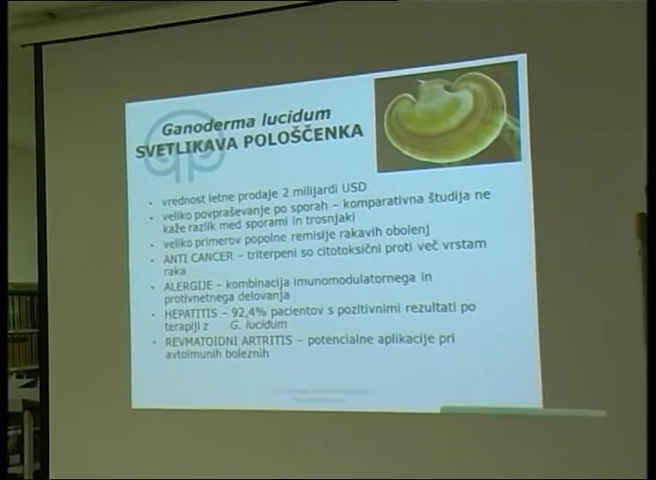 Ganoderma lucidum
SVETLIKAVA POLOŠČENKA
• vrednost letne prodaje 2 milijardi USD
• veliko povpraševanje po sporah – komparativna študija ne
kaže razlik med sporami in trosnjaki
• veliko primerov popolne remisije rakavih obolenj
• ANTI CANCER – triterpeni so citotoksični proti več vrstam
raka
• ALERGIJE – kombinacija imunomodulatornega in
protivnetnega delovanja
• HEPATITIS – 92,4% pacientov s pozitivnimi rezultati po
terapiji z G. lucidum
• REVMATOIDNI ARTRITIS – potencialne aplikacije pri
avtoimunih boleznih